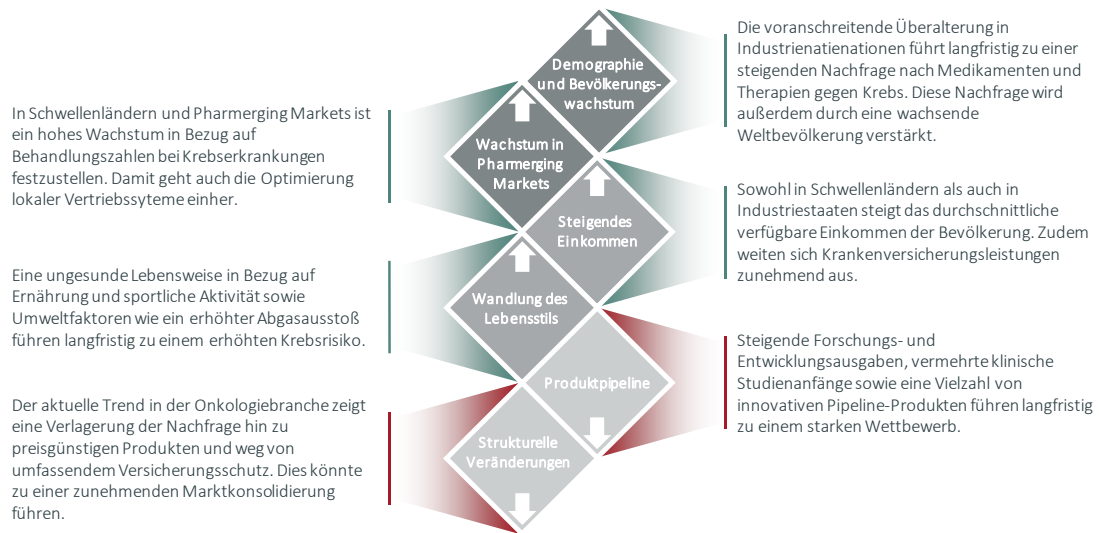 Demographie
und Bevölkerungs-
wachstum
Die voranschreitende Überalterung in
Industrienatienationen führt langfristig zu einer
steigenden Nachfrage nach Medikamenten und
Therapien gegen Krebs. Diese Nachfrage wird
außerdem durch eine wachsende
Weltbevölkerung verstärkt.
In Schwellenländern und Pharmerging Markets ist
ein hohes Wachstum in Bezug auf
Behandlungszahlen bei Krebserkrankungen
festzustellen. Damit geht auch die Optimierung
lokaler Vertriebssyteme einher.
Wachstum in
Pharmerging
Markets
Steigendes
Einkommen
Sowohl in Schwellenländern als auch in
Industriestaaten steigt das durchschnittliche
verfügbare Einkommen der Bevölkerung. Zudem
weiten sich Krankenversicherungsleistungen
zunehmend aus.
Eine ungesunde Lebensweise in Bezug auf
Ernährung und sportliche Aktivität sowie
Umweltfaktoren wie ein erhöhter Abgasausstoß
führen langfristig zu einem erhöhten Krebsrisiko.
Wandlung des
Lebensstils
Produktpipeline
Steigende Forschungs- und
Entwicklungsausgaben, vermehrte klinische
Studienanfänge sowie eine Vielzahl von
innovativen Pipeline-Produkten führen langfristig
zu einem starken Wettbewerb.
Der aktuelle Trend in der Onkologiebranche zeigt
eine Verlagerung der Nachfrage hin zu
preisgünstigen Produkten und weg von
umfassendem Versicherungsschutz. Dies könnte
zu einer zunehmenden Marktkonsolidierung
führen.
Strukturelle
Veränderungen